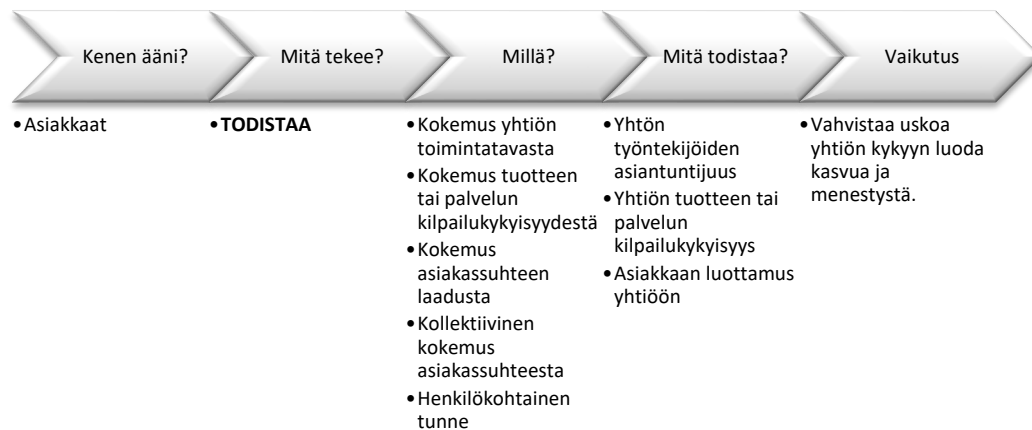 Kenen ääni?
Mitä tekee?
Millä?
Mitä todistaa?
Vaikutus
•Asiakkaat
•TODISTAA
•Kokemus yhtiön
toimintatavasta
•Kokemus tuotteen
tai palvelun
kilpailukykyisyydestä
•Kokemus
asiakassuhteen
laadusta
•Kollektiivinen
kokemus
asiakassuhteesta
•Henkilökohtainen
tunne
•Yhtön
työntekijöiden
asiantuntijuus
•Yhtiön tuotteen tai
palvelun
kilpailukykyisyys
•Asiakkaan luottamus
yhtiöön
•Vahvistaa uskoa
yhtiön kykyyn luoda
kasvua ja
menestystä.